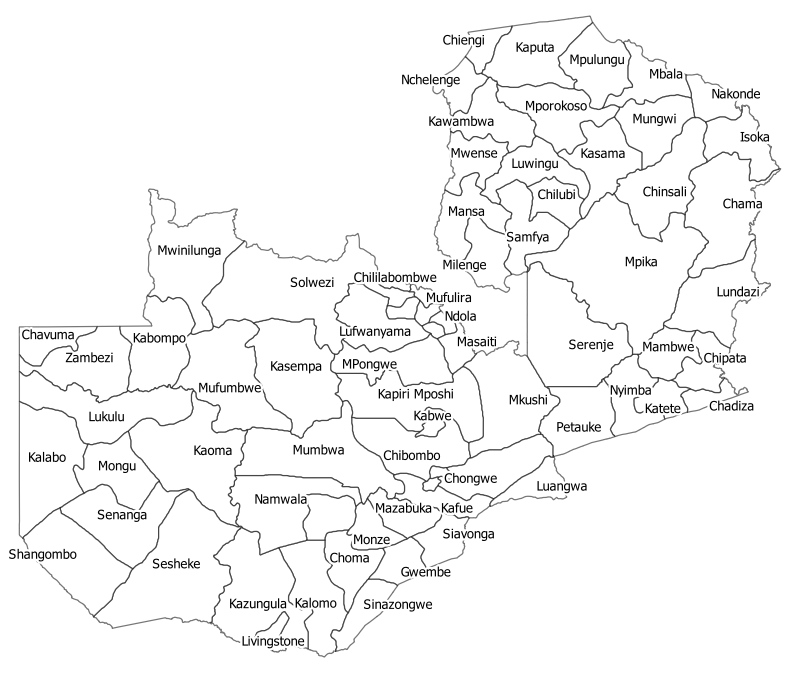 Chiengi
Kaputa
Mpulungu
Mbala
Nchelenge
Nakonde
Mporokoso
Kawambwa
Mungwi
Isoka
Mwense
Luwingu
Kasama
Chilubi
Chinsali
Chama
Mansa
Samfya
Mwinilunga
Milenge
Mpika
Solwezi
Chililabombwe
Lundazi
Mufulira
Ndola
Chavuma
Kabompo
Lufwanyama
Masaiti
Serenje
Mambwe
Zambezi
Chipata
Kasempa
MPongwe
Mufumbwe
Kapiri Mposhi
Mkushi
Nyimba
Katete
Chadiza
Lukulu
Kabwe
Petauke
Kalabo
Mongu
Kaoma
Mumbwa
Chibombo
Chongwe
Luangwa
Namwala
Mazabuka
Kafue
Senanga
Siavonga
Monze
Shangombo
Sesheke
Choma
Gwembe
Kazungula
Kalomo
Sinazongwe
Livingstone